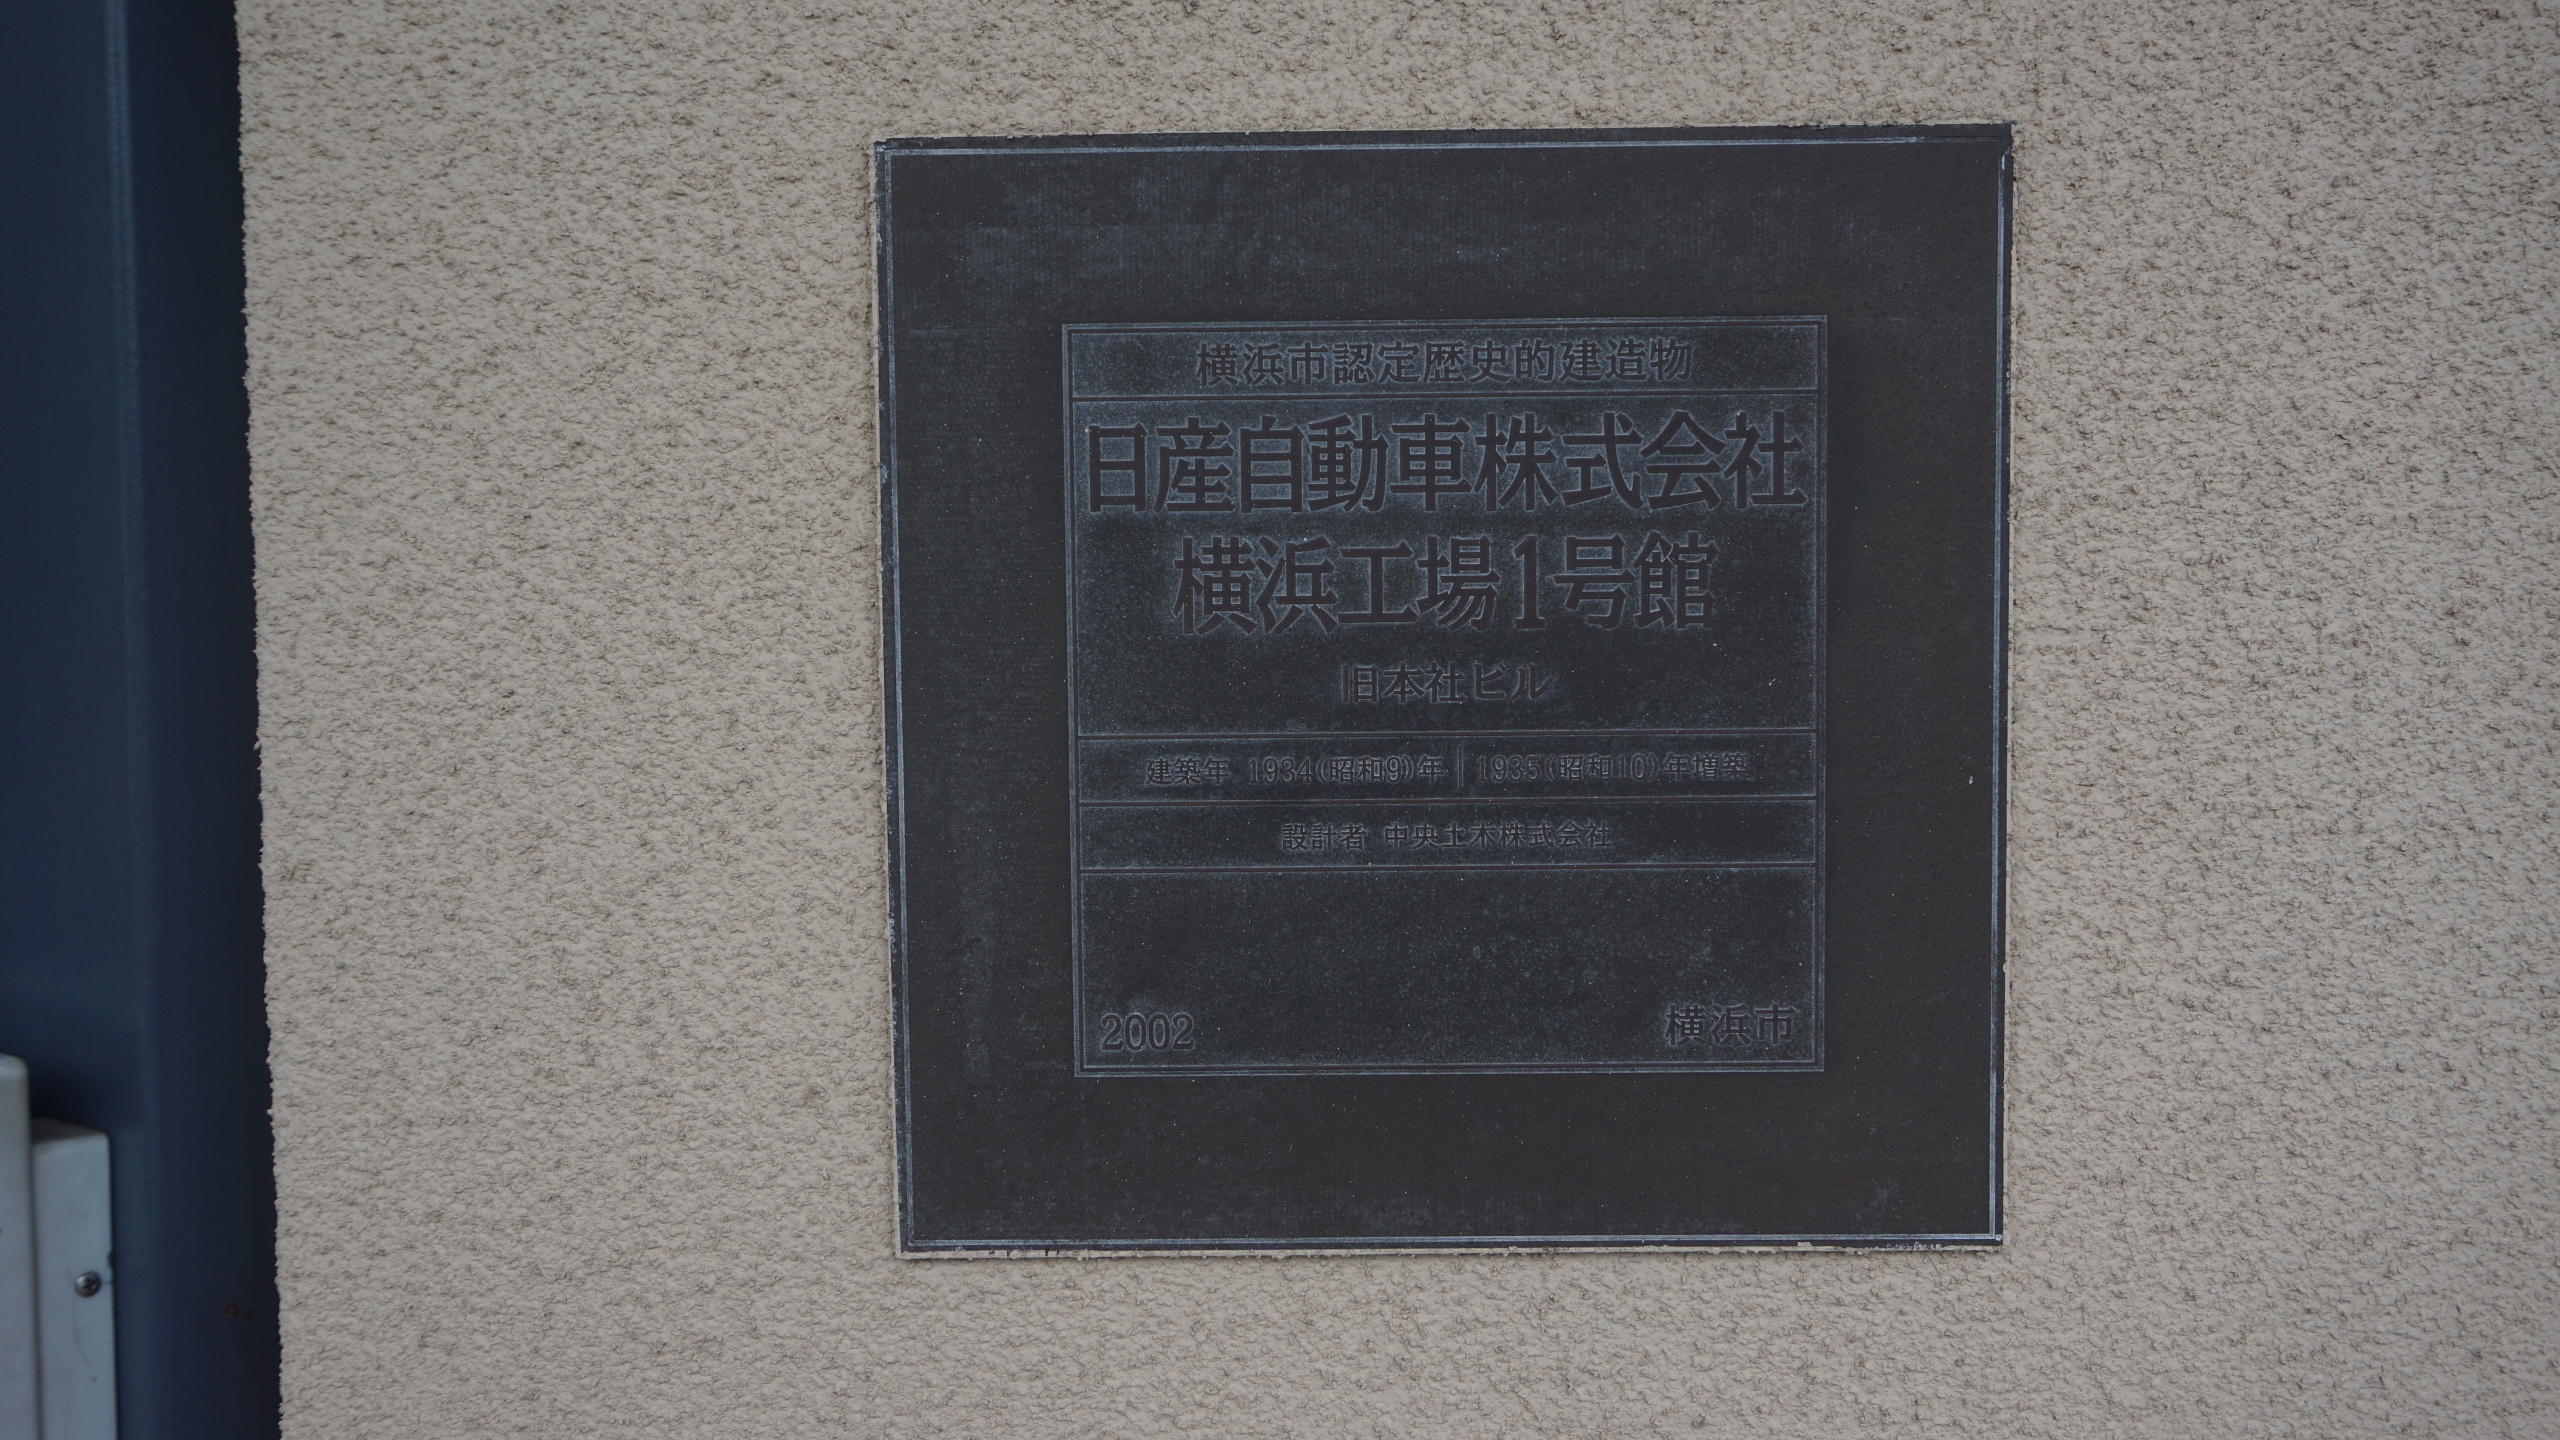 横浜市認定歴史的建造物
日産自動車株式会社
横浜工場1号館
旧本社ビル
建築年 1934(昭和9)年 | 1935(昭和10)年増築
設計者 中央土木株式会社
2002 横浜市